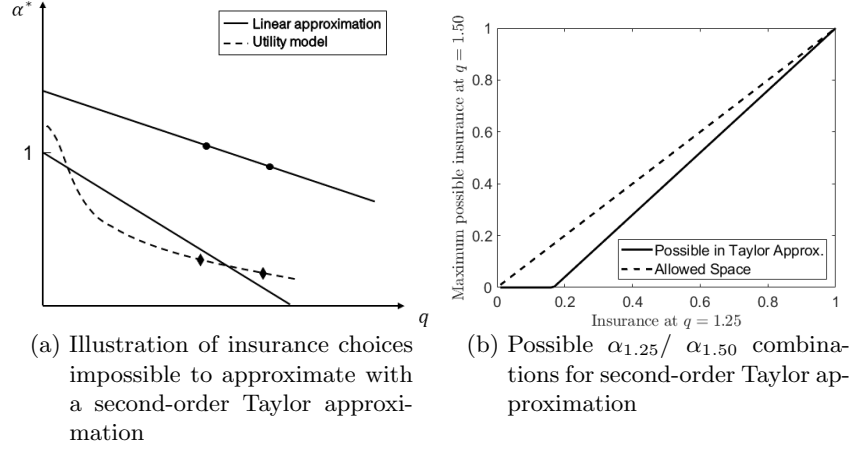 α*
Linear approximation
Utility model
1
q
Maximum possible insurance at q = 1.50
1
0.8
0.6
0.4
0.2
0
0
0.2
0.4
0.6
0.8
1
Possible in Taylor Approx.
Allowed Space
Insurance at q = 1.25
(a) Illustration of insurance choices
impossible to approximate with
a second-order Taylor approxi-
mation
(b) Possible α1.25/ α1.50 combina-
tions for second-order Taylor ap-
proximation